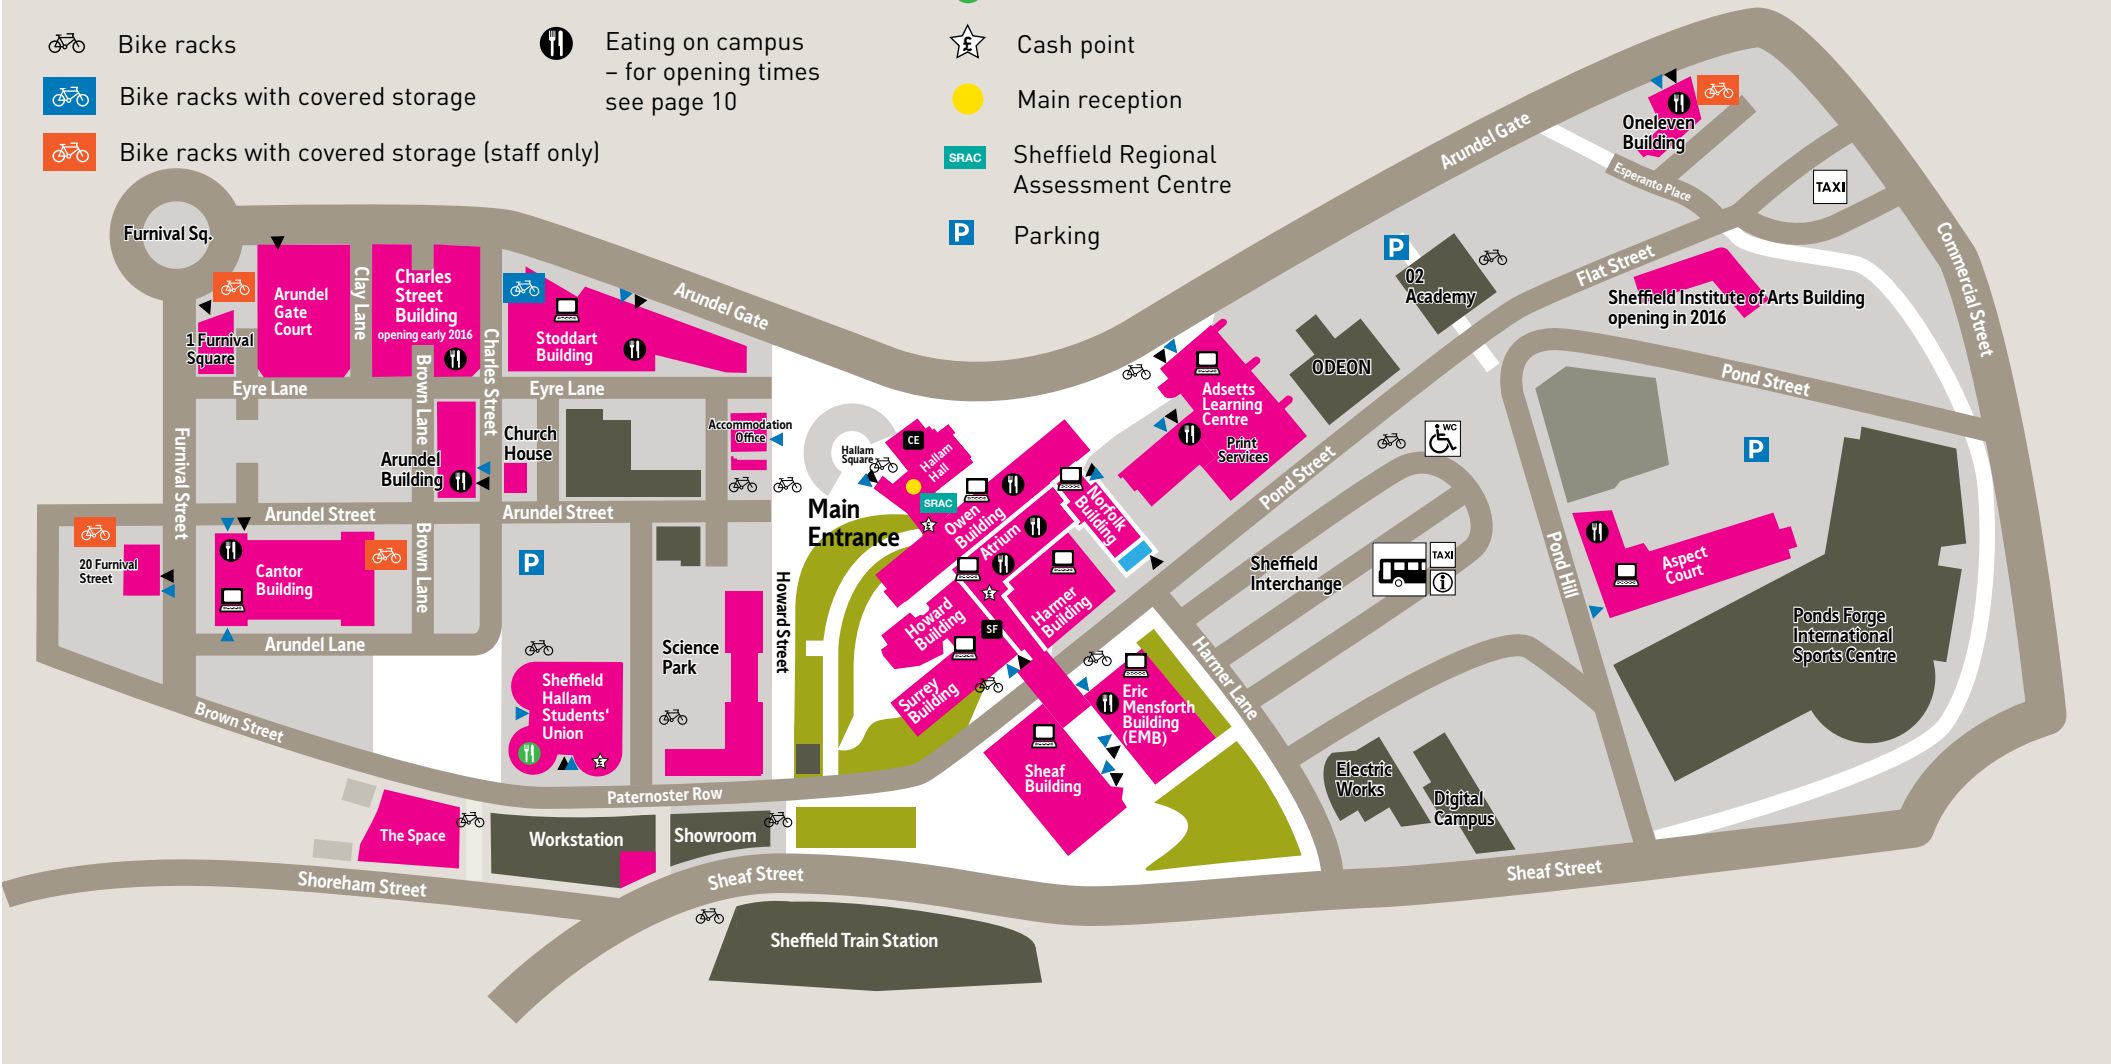 Bike racks
Bike racks with covered storage
Bike racks with covered storage (staff only)
Eating on campus
– for opening times
see page 10
£
Cash point
Main reception
SRAC
Sheffield Regional
Assessment Centre
P
Parking
Furnival Sq.
Arundel
Gate
Court
Clay Lane
Charles
Street
Building
opening early 2016
1 Furnival
Square
Stoddart
Building
Arundel Gate
Arundel Gate
Oneleven
Building
Esperanto Place
TAXI
Commercial Street
P
O2
Academy
Flat Street
Sheffield Institute of Arts Building
opening in 2016
Eyre Lane
Brown Lane
Charles Street
Eyre Lane
ODEON
Pond Street
Adsetts
Learning
Centre
Print
Services
Furnival Street
Arundel
Building
Church
House
Accommodation
Office
Hallam
Square
CE
Hallam
Hall
SRAC
£
Main
Entrance
Owen
Building
Atrium
Norfolk
Building
Pond Street
WC
P
Arundel Street
Arundel Street
20 Furnival
Street
Cantor
Building
Brown Lane
P
Howard Street
£
Howard
Building
SF
Harmer
Building
Sheffield
Interchange
TAXI
i
Pond Hill
Aspect
Court
Ponds Forge
International
Sports Centre
Arundel Lane
Science
Park
Sheffield
Hallam
Students'
Union
£
Surrey
Building
Eric
Mensforth
Building
(EMB)
Harmer Lane
Brown Street
Sheaf
Building
Electric
Works
Digital
Campus
Paternoster Row
The Space
Workstation
Showroom
Shoreham Street
Sheaf Street
Sheaf Street
Sheffield Train Station